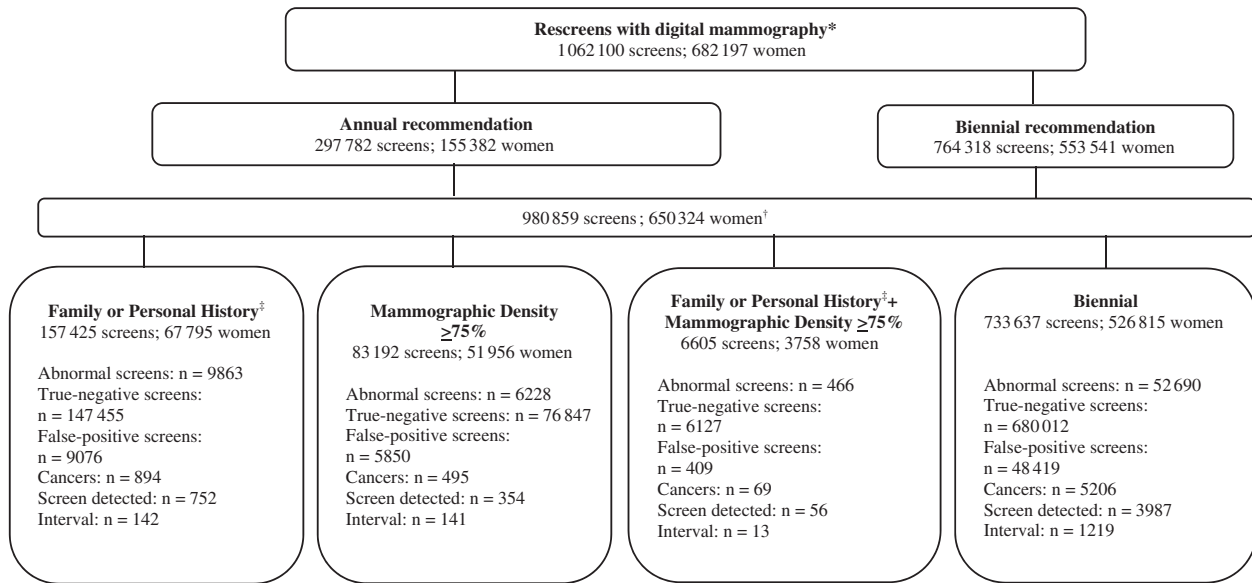 Rescreens with digital mammography*
1 062 100 screens; 682 197 women
Annual recommendation
297 782 screens; 155 382 women
Biennial recommendation
764 318 screens; 553 541 women
980 859 screens ; 650 324 women†
Family or Personal History‡
157 425 screens; 67 795 women
Abnormal screens: n = 9863
True-negative screens:
n = 147 455
False-positive screens:
n = 9076
Cancers: n = 894
Screen detected: n = 752
Interval: n = 142
Mammographic Density
≥75%
83 192 screens; 51 956 women
Abnormal screens: n = 6228
True-negative screens: n = 76 847
False-positive screens:
n = 5850
Cancers: n = 495
Screen detected: n = 354
Interval: n = 141
Family or Personal History‡+
Mammographic Density ≥75%
6605 screens; 3758 women
Abnormal screens: n = 466
True-negative screens:
n = 6127
False-positive screens:
n = 409
Cancers: n = 69
Screen detected: n = 56
Interval: n = 13
Biennial
733 637 screens; 526 815 women
Abnormal screens: n = 52 690
True-negative screens:
n = 680 012
False-positive screens:
n = 48 419
Cancers: n = 5206
Screen detected: n = 3987
Interval: n = 1219